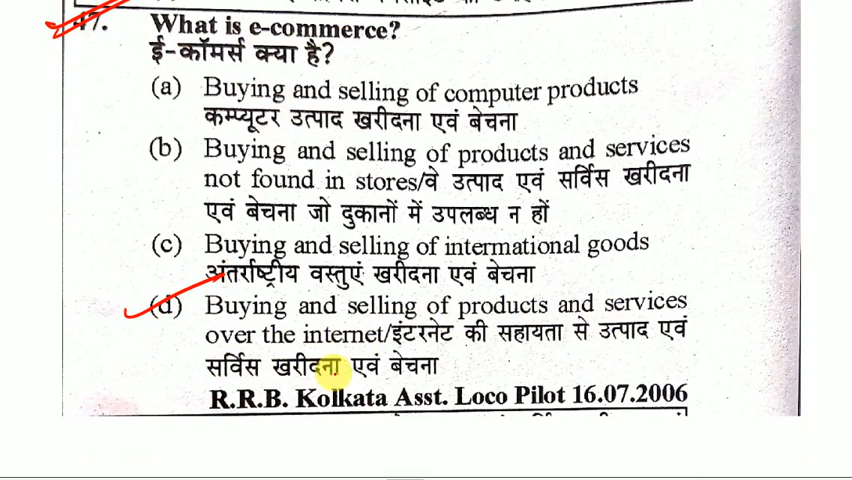 47. What is e-commerce?
ई-कॉमर्स क्या है?
(a) Buying and selling of computer products
कम्प्यूटर उत्पाद खरीदना एवं बेचना
(b) Buying and selling of products and services
not found in stores/वे उत्पाद एवं सर्विस खरीदना
एवं बेचना जो दुकानों में उपलब्ध न हों
(c) Buying and selling of international goods
अंतर्राष्ट्रीय वस्तुएं खरीदना एवं बेचना
(d) Buying and selling of products and services
over the internet/इंटरनेट की सहायता से उत्पाद एवं
सर्विस खरीदना एवं बेचना
R.R.B. Kolkata Asst. Loco Pilot 16.07.2006